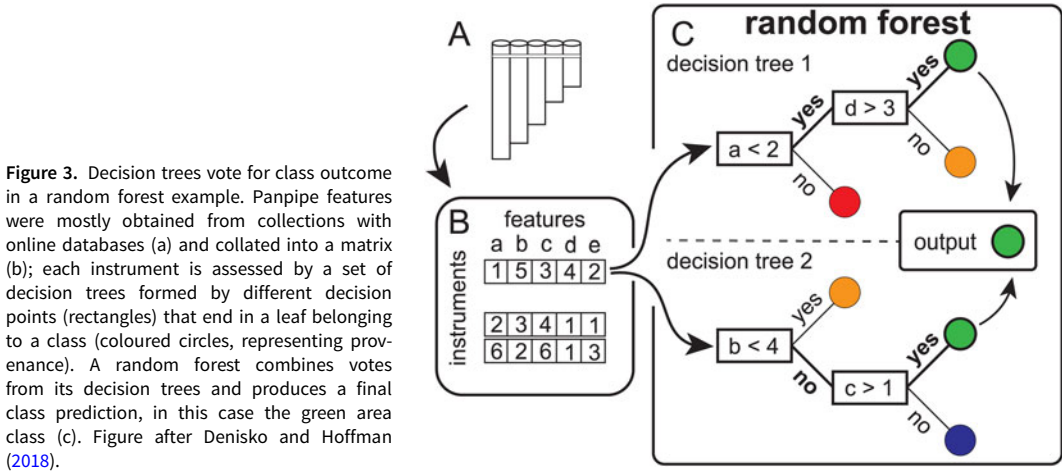 Figure 3. Decision trees vote for class outcome
in a random forest example. Panpipe features
were mostly obtained from collections with
online databases (a) and collated into a matrix
(b); each instrument is assessed by a set of
decision trees formed by different decision
points (rectangles) that end in a leaf belonging
to a class (coloured circles, representing prov-
enance). A random forest combines votes
from its decision trees and produces a final
class prediction, in this case the green area
class (c). Figure after Denisko and Hoffman
(2018).
A
B
features
a b c d e
instruments
1 5 3 4 2
2 3 4 1 1
6 2 6 1 3
C
random forest
decision tree 1
a < 2
yes
no
d > 3
yes
no
output
decision tree 2
b < 4
yes
no
c > 1
yes
no